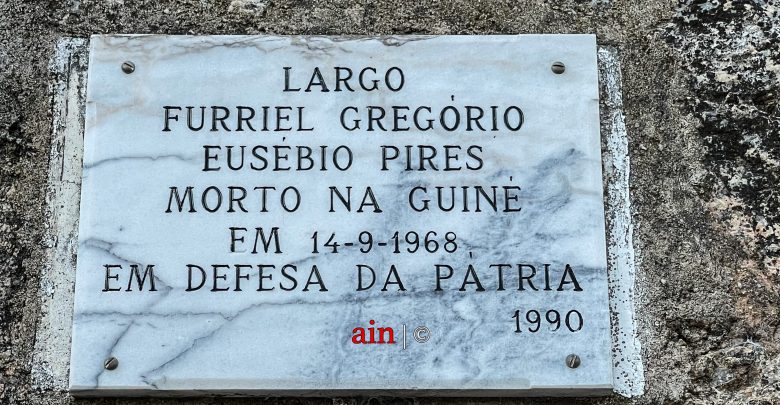 LARGO
FURRIEL GREGÓRIO
EUSÉBIO PIRES
MORTO NA GUINÉ
EM 14-9-1968
EM DEFESA DA PÁTRIA
1990
ain | ©